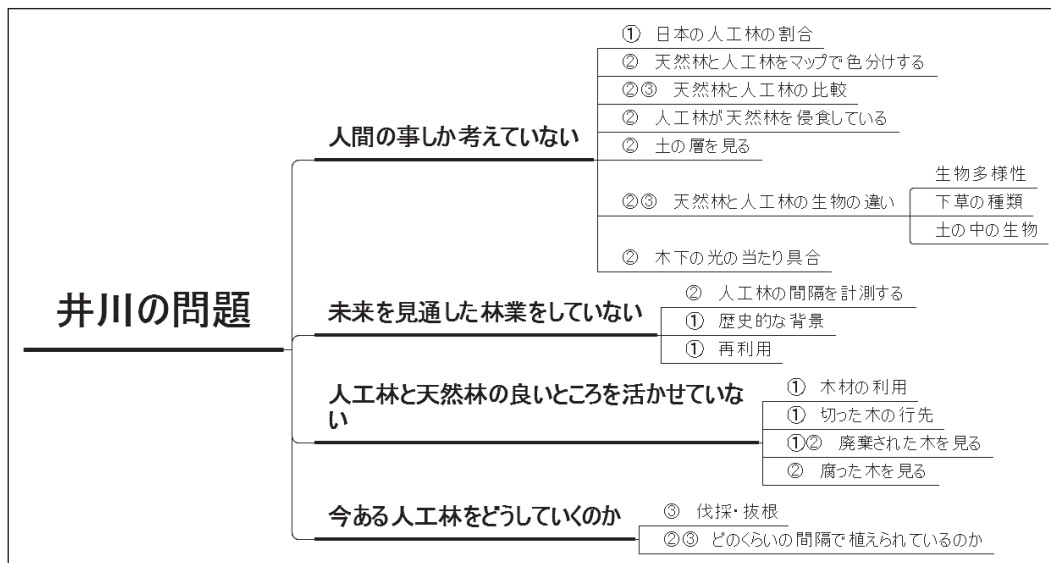 井川の問題
人間の事しか考えていない
① 日本の人工林の割合
② 天然林と人工林をマップで色分けする
②③ 天然林と人工林の比較
② 人工林が天然林を侵食している
② 土の層を見る
②③ 天然林と人工林の生物の違い
生物多様性
下草の種類
土の中の生物
② 木下の光の当たり具合
未来を見通した林業をしていない
② 人工林の間隔を計測する
① 歴史的な背景
① 再利用
人工林と天然林の良いところを活かせていな
い
① 木材の利用
① 切った木の行先
①② 廃棄された木を見る
② 腐った木を見る
今ある人工林をどうしていくのか
③ 伐採・抜根
②③ どのくらいの間隔で植えられているのか